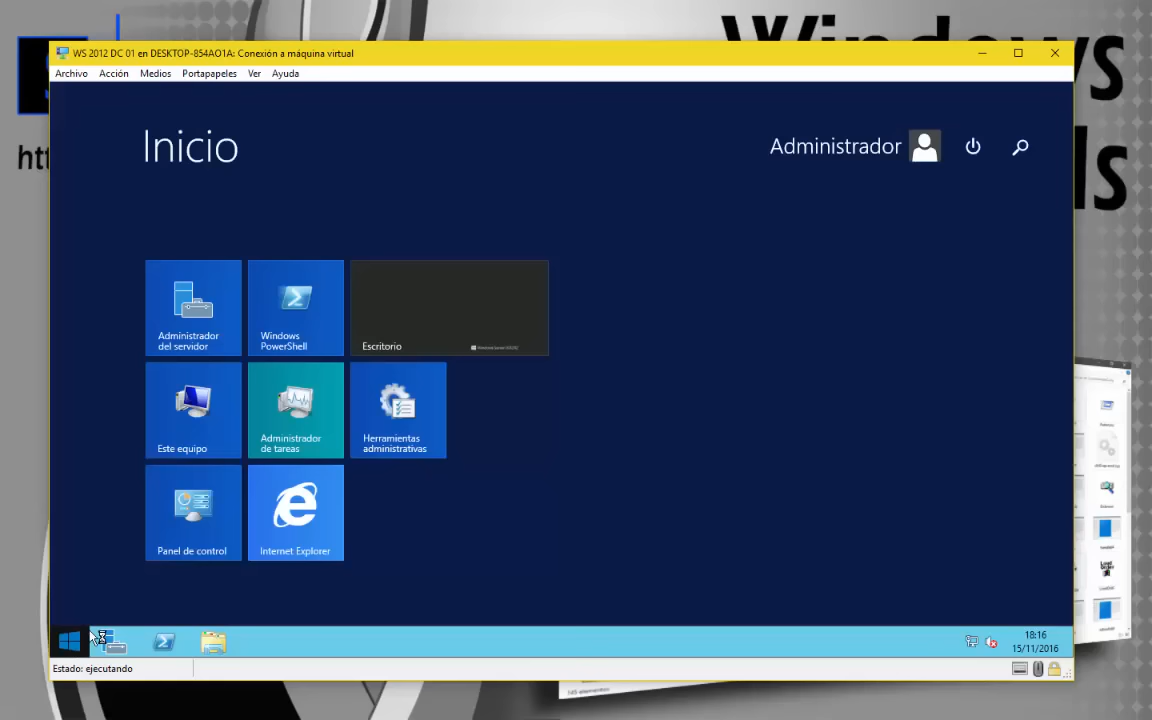 Windows
WS 2012 DC 01 en DESKTOP-854AO1A: Conexión a máquina virtual
Archivo Acción Medios Portapapeles Ver Ayuda
Inicio
Administrador
Administrador
del servidor
Windows
PowerShell
Escritorio
Este equipo
Administrador
de tareas
Herramientas
administrativas
Panel de control
Internet Explorer
18:16
15/11/2016
Estado: ejecutando